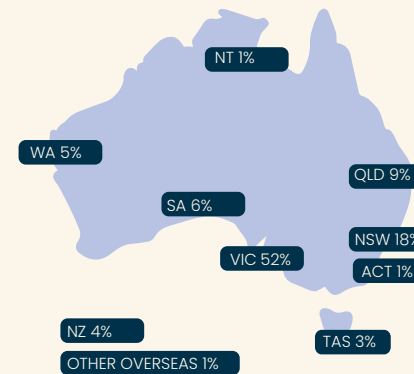 NT 1%
WA 5%
QLD 9%
SA 6%
NSW 18%
VIC 52%
ACT 1%
NZ 4%
TAS 3%
OTHER OVERSEAS 1%